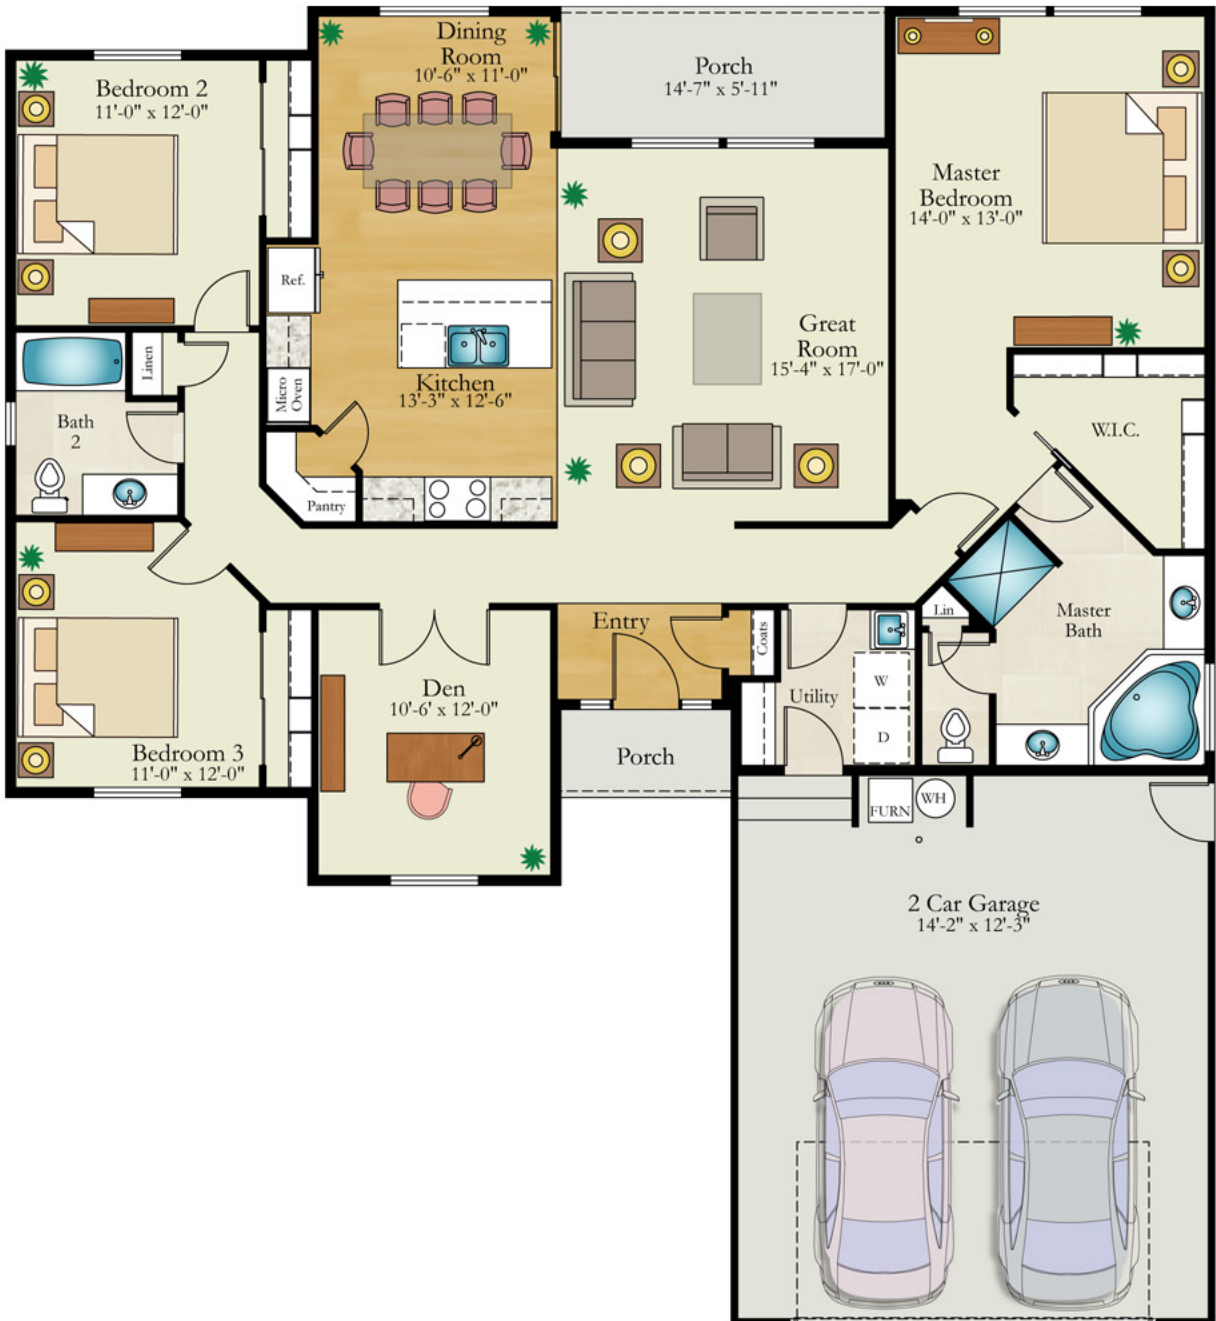 Dining
Room
10'-6" x 11'-0"
Porch
14'-7" x 5'-11"
Bedroom 2
11'-0" x 12'-0"
Master
Bedroom
14'-0" x 13'-0"
Ref.
Great
Room
15'-4" x 17'-0"
Linen
Micro
Oven
Kitchen
13'-3" x 12'-6"
Bath
2
W.I.C.
Pantry
Entry
Coats
Lin
Master
Bath
Den
10'-6' x 12'-0"
Utility
W
D
Bedroom 3
11'-0" x 12'-0"
Porch
FURN
WH
2 Car Garage
14'-2" x 12'-3"